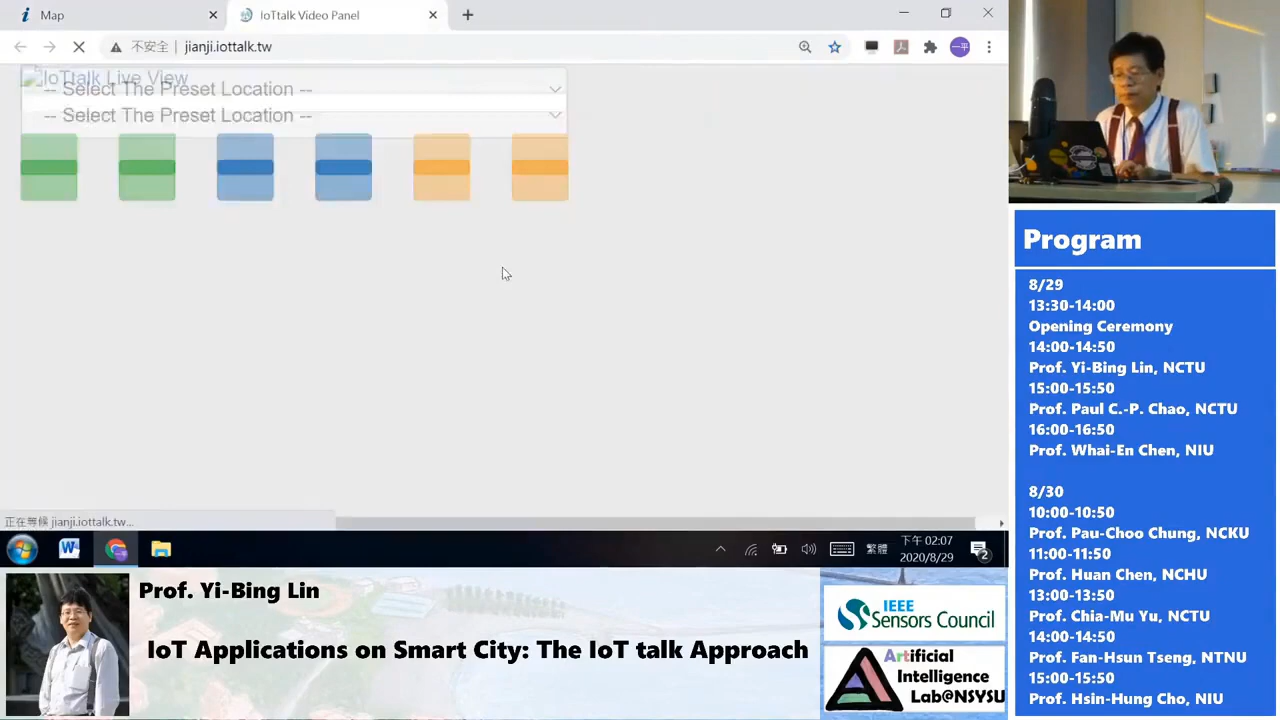 Map
IoTtalk Video Panel
不安全 | jianji.iottalk.tw
一平
IoTtalk Live View
-- Select The Preset Location --
-- Select The Preset Location --
正在等候 jianji.iottalk.tw...
繁體
下午 02:07
2020/8/29
2
Program
8/29
13:30-14:00
Opening Ceremony
14:00-14:50
Prof. Yi-Bing Lin, NCTU
15:00-15:50
Prof. Paul C.-P. Chao, NCTU
16:00-16:50
Prof. Whai-En Chen, NIU
8/30
10:00-10:50
Prof. Pau-Choo Chung, NCKU
11:00-11:50
Prof. Huan Chen, NCHU
13:00-13:50
Prof. Chia-Mu Yu, NCTU
14:00-14:50
Prof. Fan-Hsun Tseng, NTNU
15:00-15:50
Prof. Hsin-Hung Cho, NIU
Prof. Yi-Bing Lin
IoT Applications on Smart City: The IoT talk Approach
IEEE
Sensors Council
Artificial
Intelligence
Lab@NSYSU